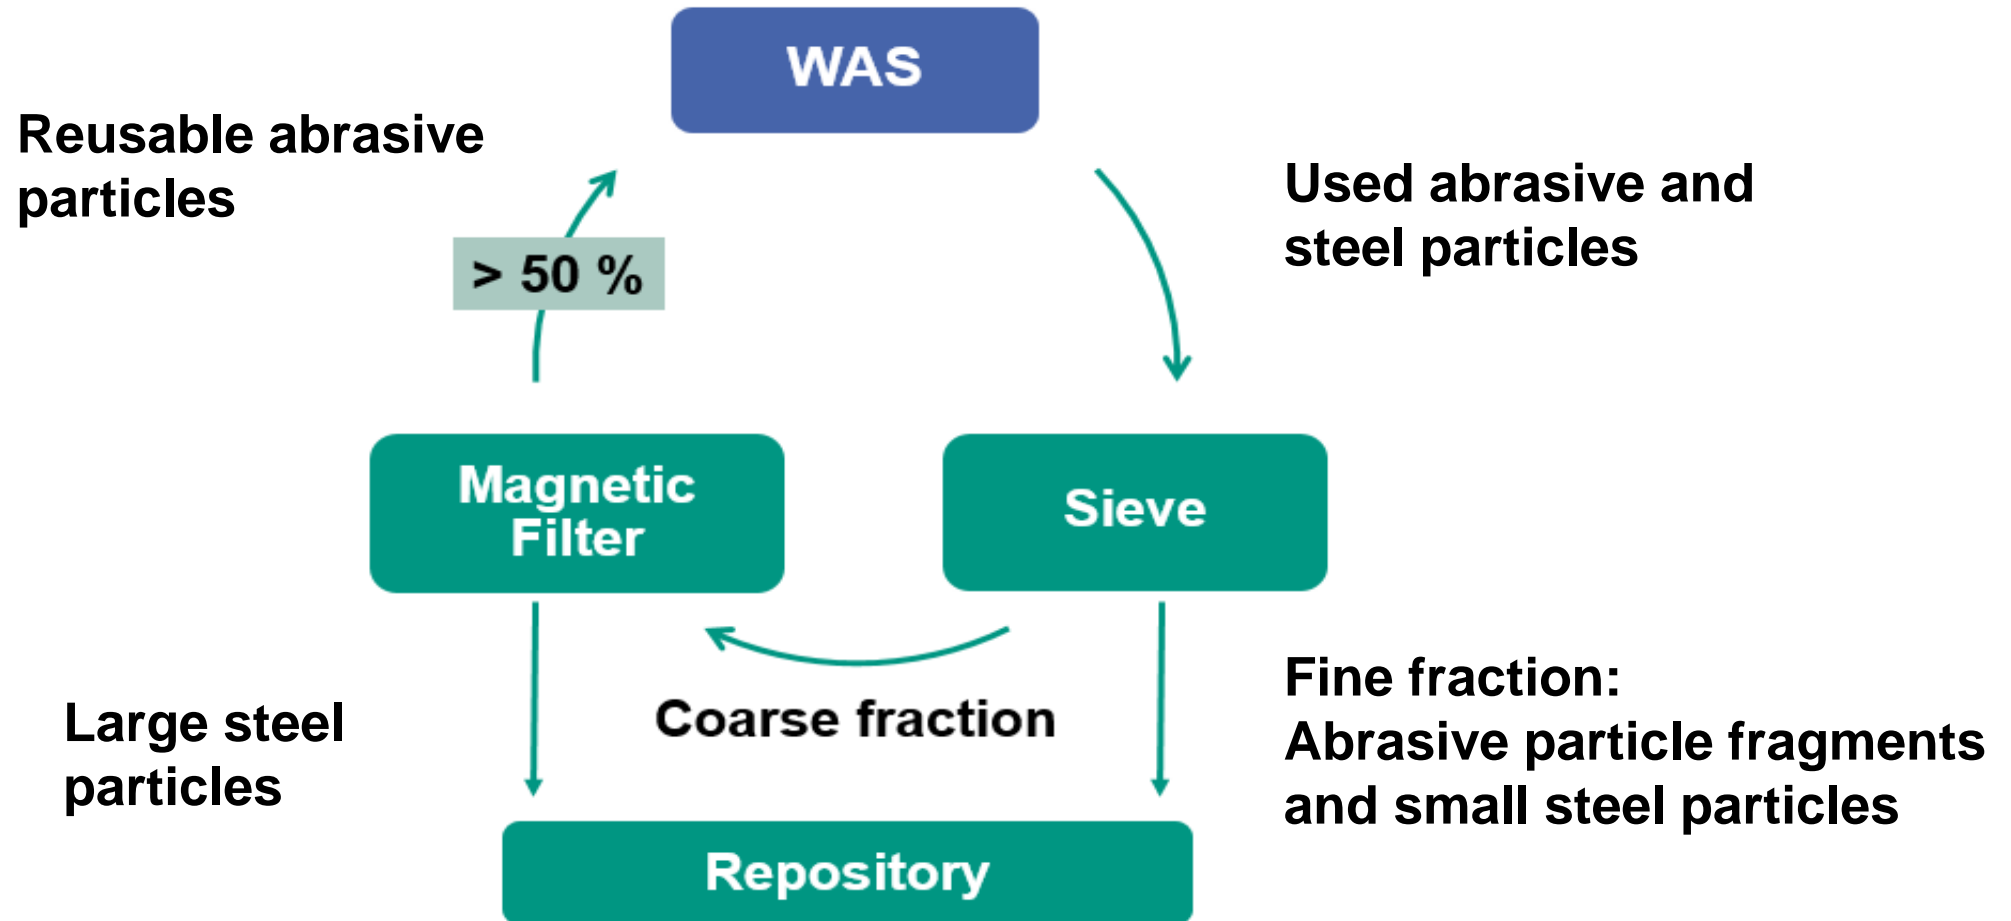 WAS
Reusable abrasive
particles
Used abrasive and
steel particles
> 50 %
Magnetic
Filter
Sieve
Large steel
particles
Coarse fraction
Fine fraction:
Abrasive particle fragments
and small steel particles
Repository